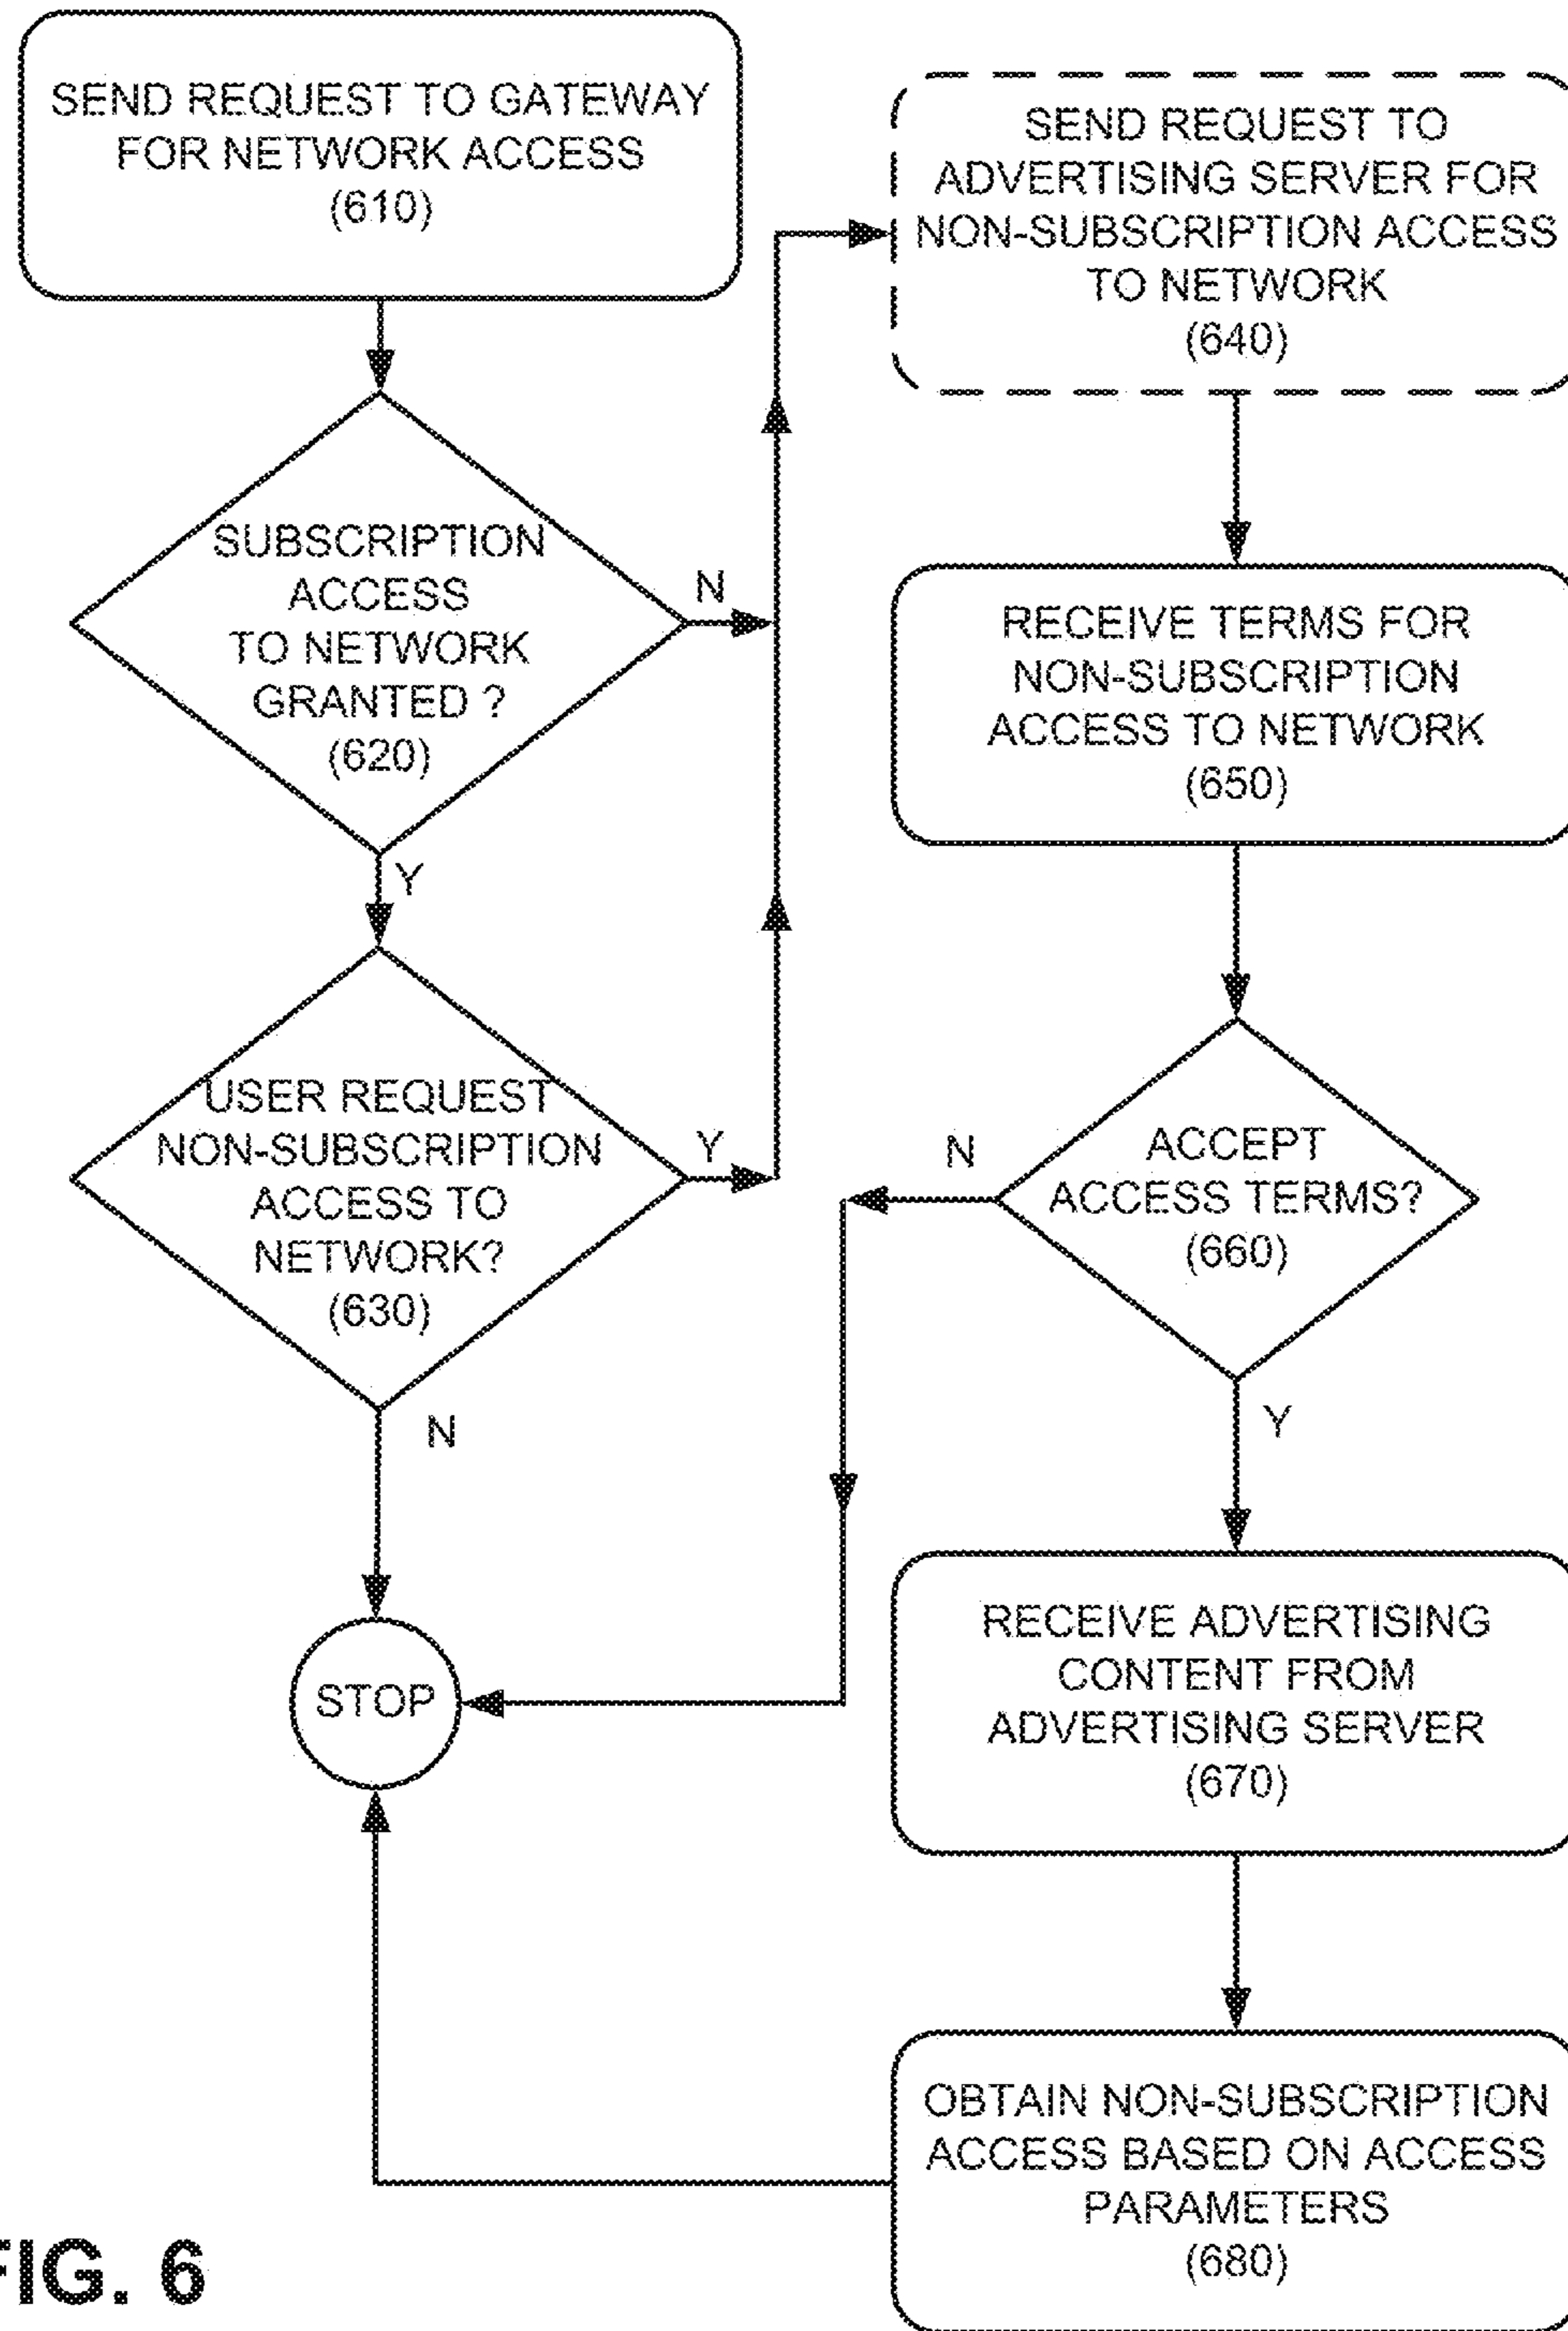 SEND REQUEST TO GATEWAY
FOR NETWORK ACCESS
(610)
SUBSCRIPTION
ACCESS
TO NETWORK
GRANTED ?
(620)
N
Y
USER REQUEST
NON-SUBSCRIPTION
ACCESS TO
NETWORK?
(630)
Y
N
STOP
SEND REQUEST TO
ADVERTISING SERVER FOR
NON-SUBSCRIPTION ACCESS
TO NETWORK
(640)
RECEIVE TERMS FOR
NON-SUBSCRIPTION
ACCESS TO NETWORK
(650)
ACCEPT
ACCESS TERMS?
(660)
N
Y
RECEIVE ADVERTISING
CONTENT FROM
ADVERTISING SERVER
(670)
OBTAIN NON-SUBSCRIPTION
ACCESS BASED ON ACCESS
PARAMETERS
(680)
FIG. 6